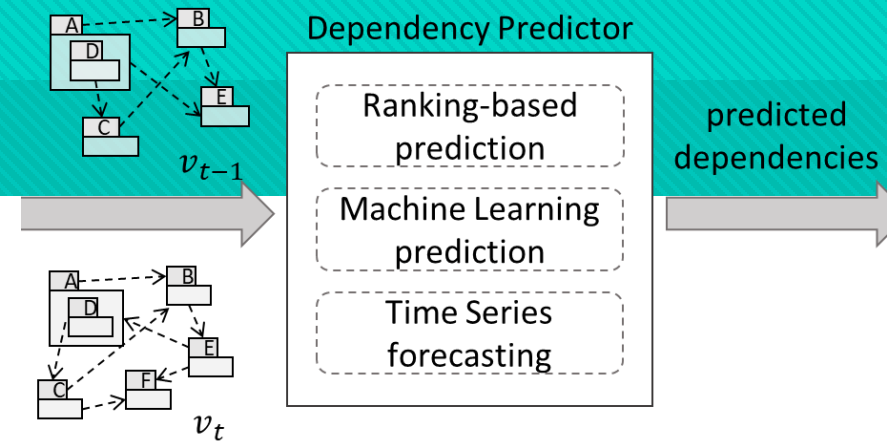 A
B
D
E
C
v_{t-1}
Dependency Predictor
Ranking-based
prediction
Machine Learning
prediction
Time Series
forecasting
predicted
dependencies
A
B
D
E
C
F
v_t